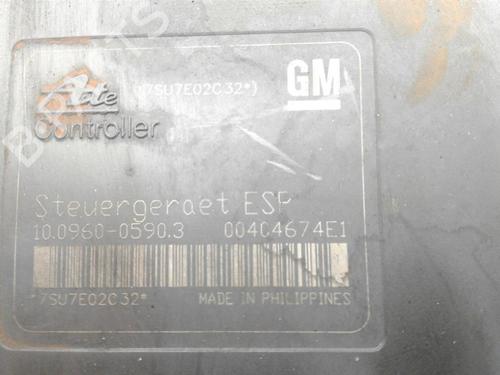 Ate (*7SU7E02C32*) GM
Controller
Steuergeraet ESP
10.0960-0590.3 00404674E1
*7SU7E02C32* MADE IN PHILIPPINES